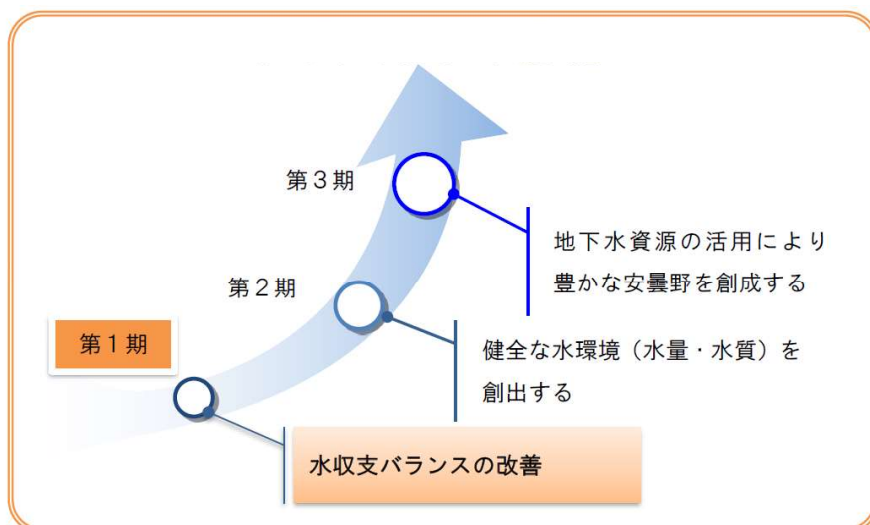 第３期
地下水資源の活用により
豊かな安曇野を創成する
第２期
健全な水環境（水量・水質）を
創出する
第１期
水収支バランスの改善